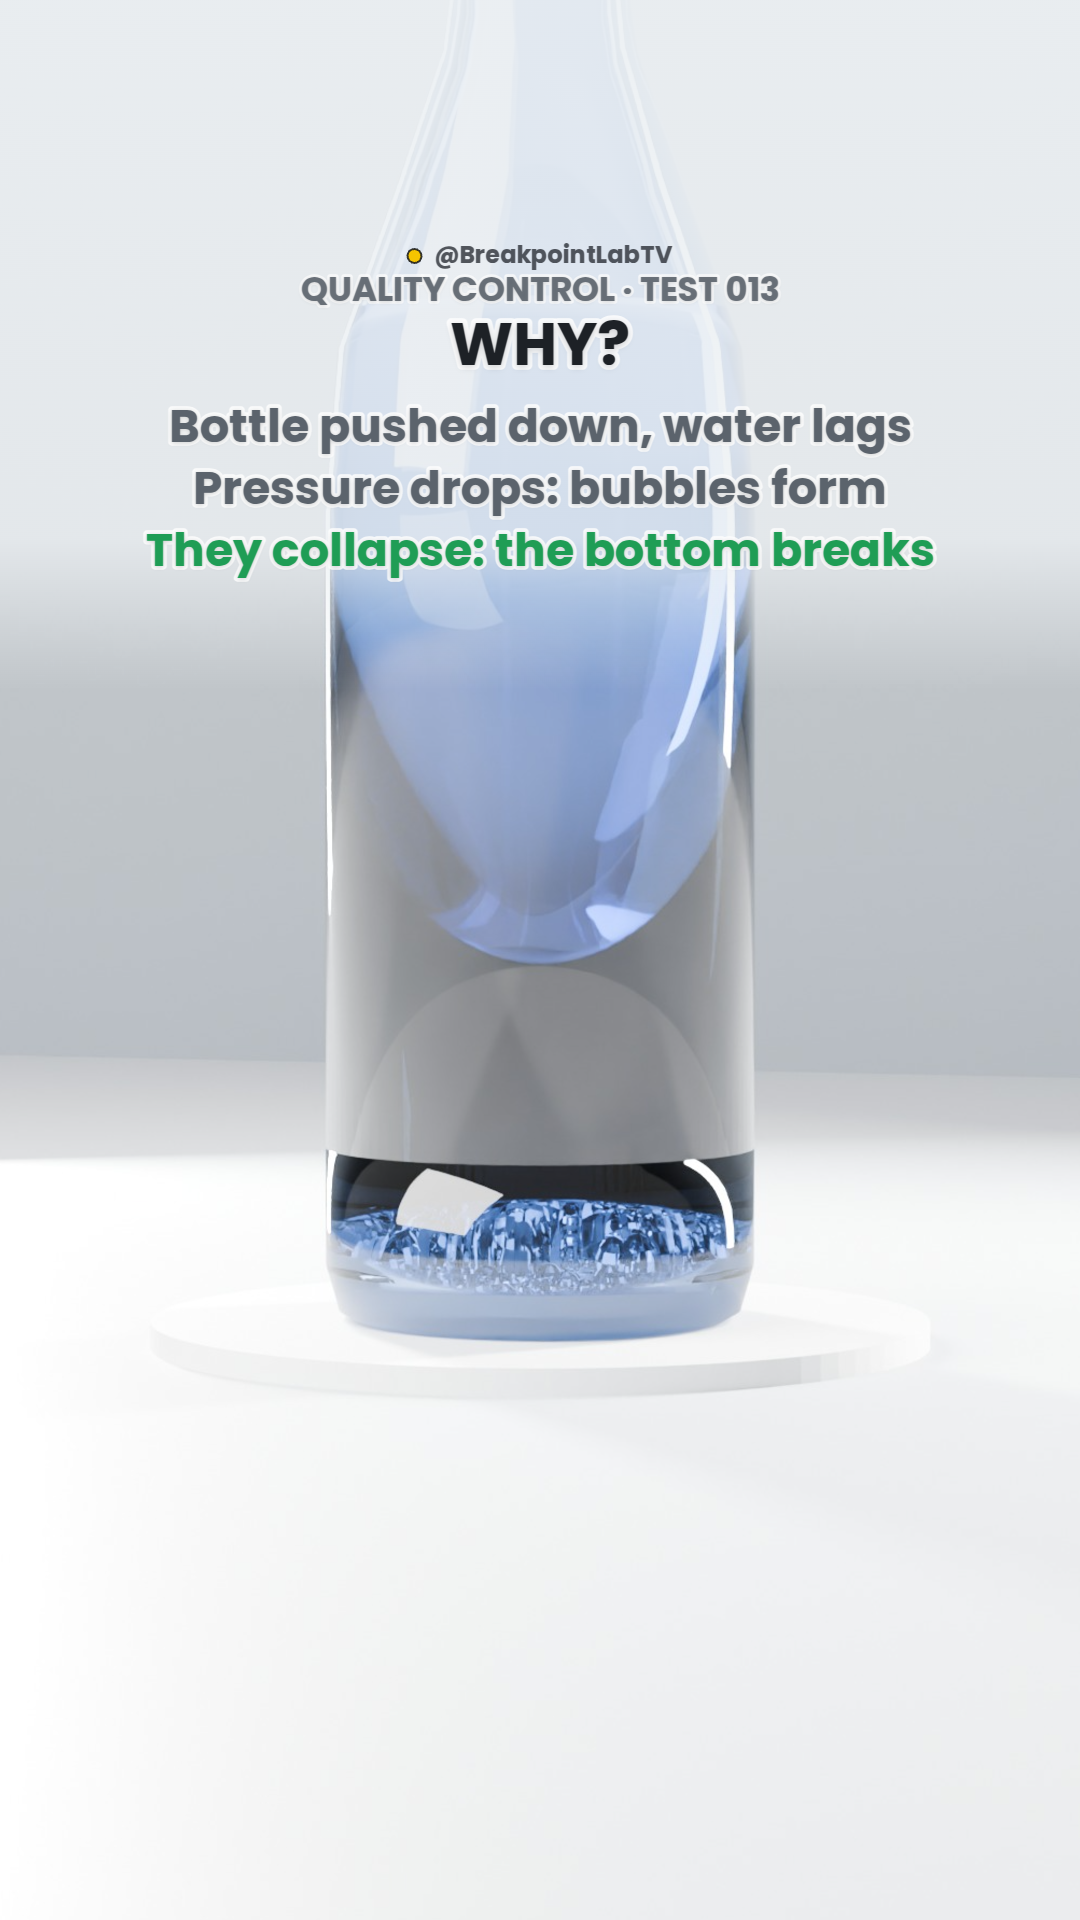 @BreakpointLabTV
QUALITY CONTROL · TEST 013
WHY?
Bottle pushed down, water lags
Pressure drops: bubbles form
They collapse: the bottom breaks